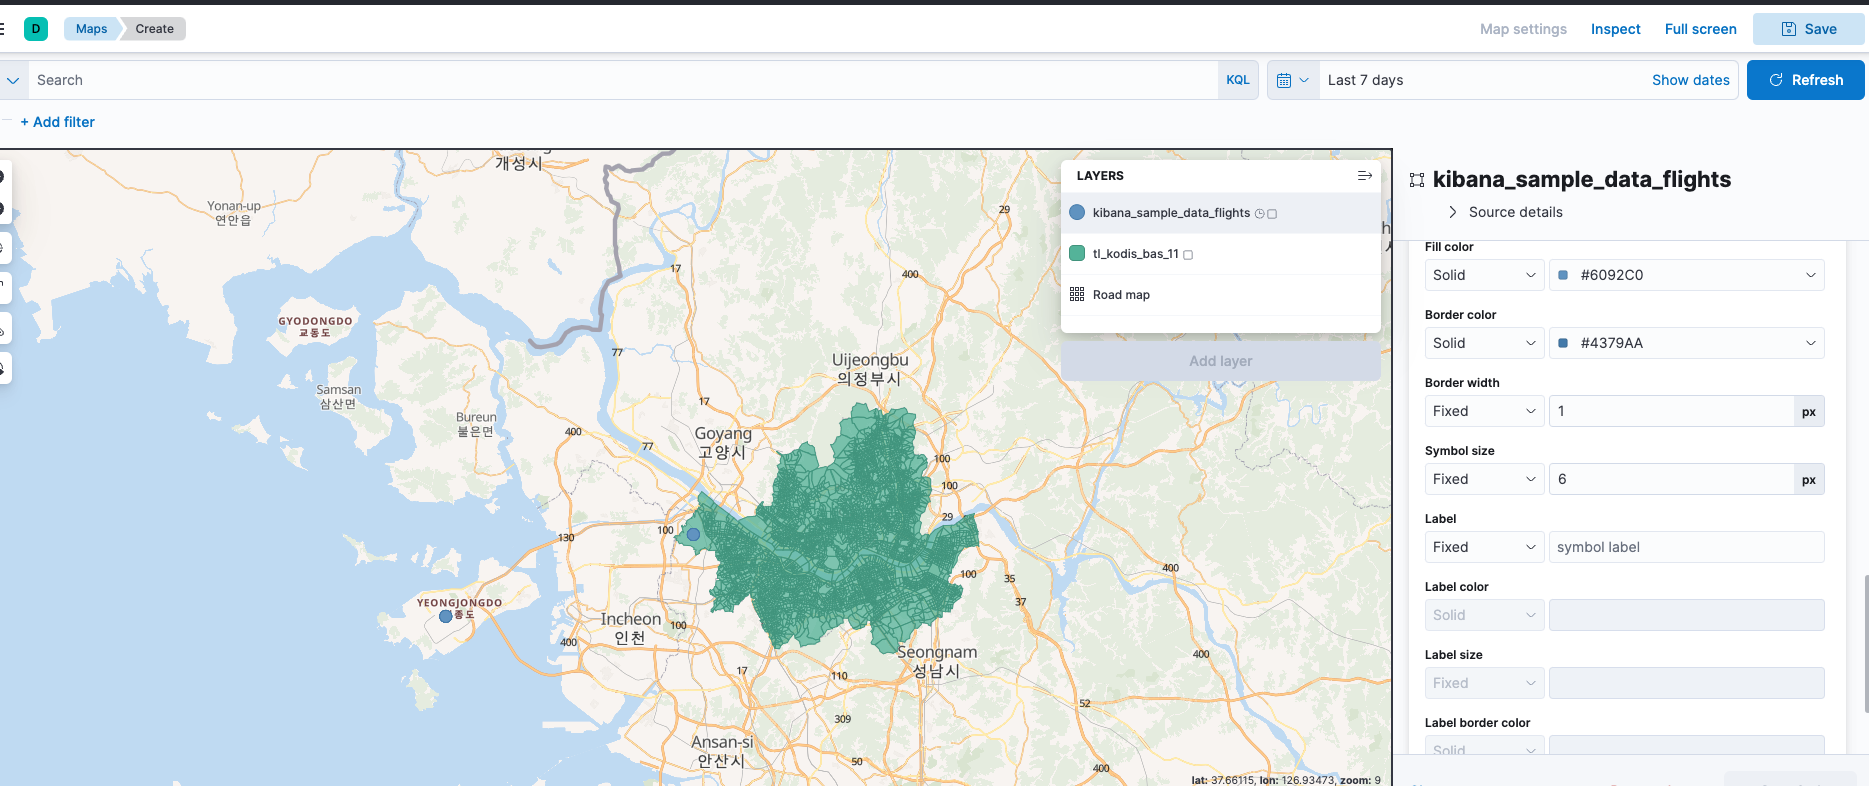 D Maps Create Map settings Inspect Full screen Save
Search KQL Last 7 days Show dates Refresh
+ Add filter
개성시
Yonan-up
연안읍
GYODONGDO
교동도
Samsan
삼산면
Bureun
불은면
Uijeongbu
의정부시
Goyang
고양시
YEONGJONGDO
종도
Incheon
인천
Seongnam
성남시
Ansan-si
안산시
29
17
400
77
17
400
77
100
100
29
100
130
100
35
37
400
100
400
400
17
110
52
309
50
400
LAYERS
kibana_sample_data_flights
tl_kodis_bas_11
Road map
Add layer
lat: 37.66115, lon: 126.93473, zoom: 9
kibana_sample_data_flights
Source details
Fill color
Solid #6092C0
Border color
Solid #4379AA
Border width
Fixed 1 px
Symbol size
Fixed 6 px
Label
Fixed symbol label
Label color
Solid
Label size
Fixed
Label border color
Solid